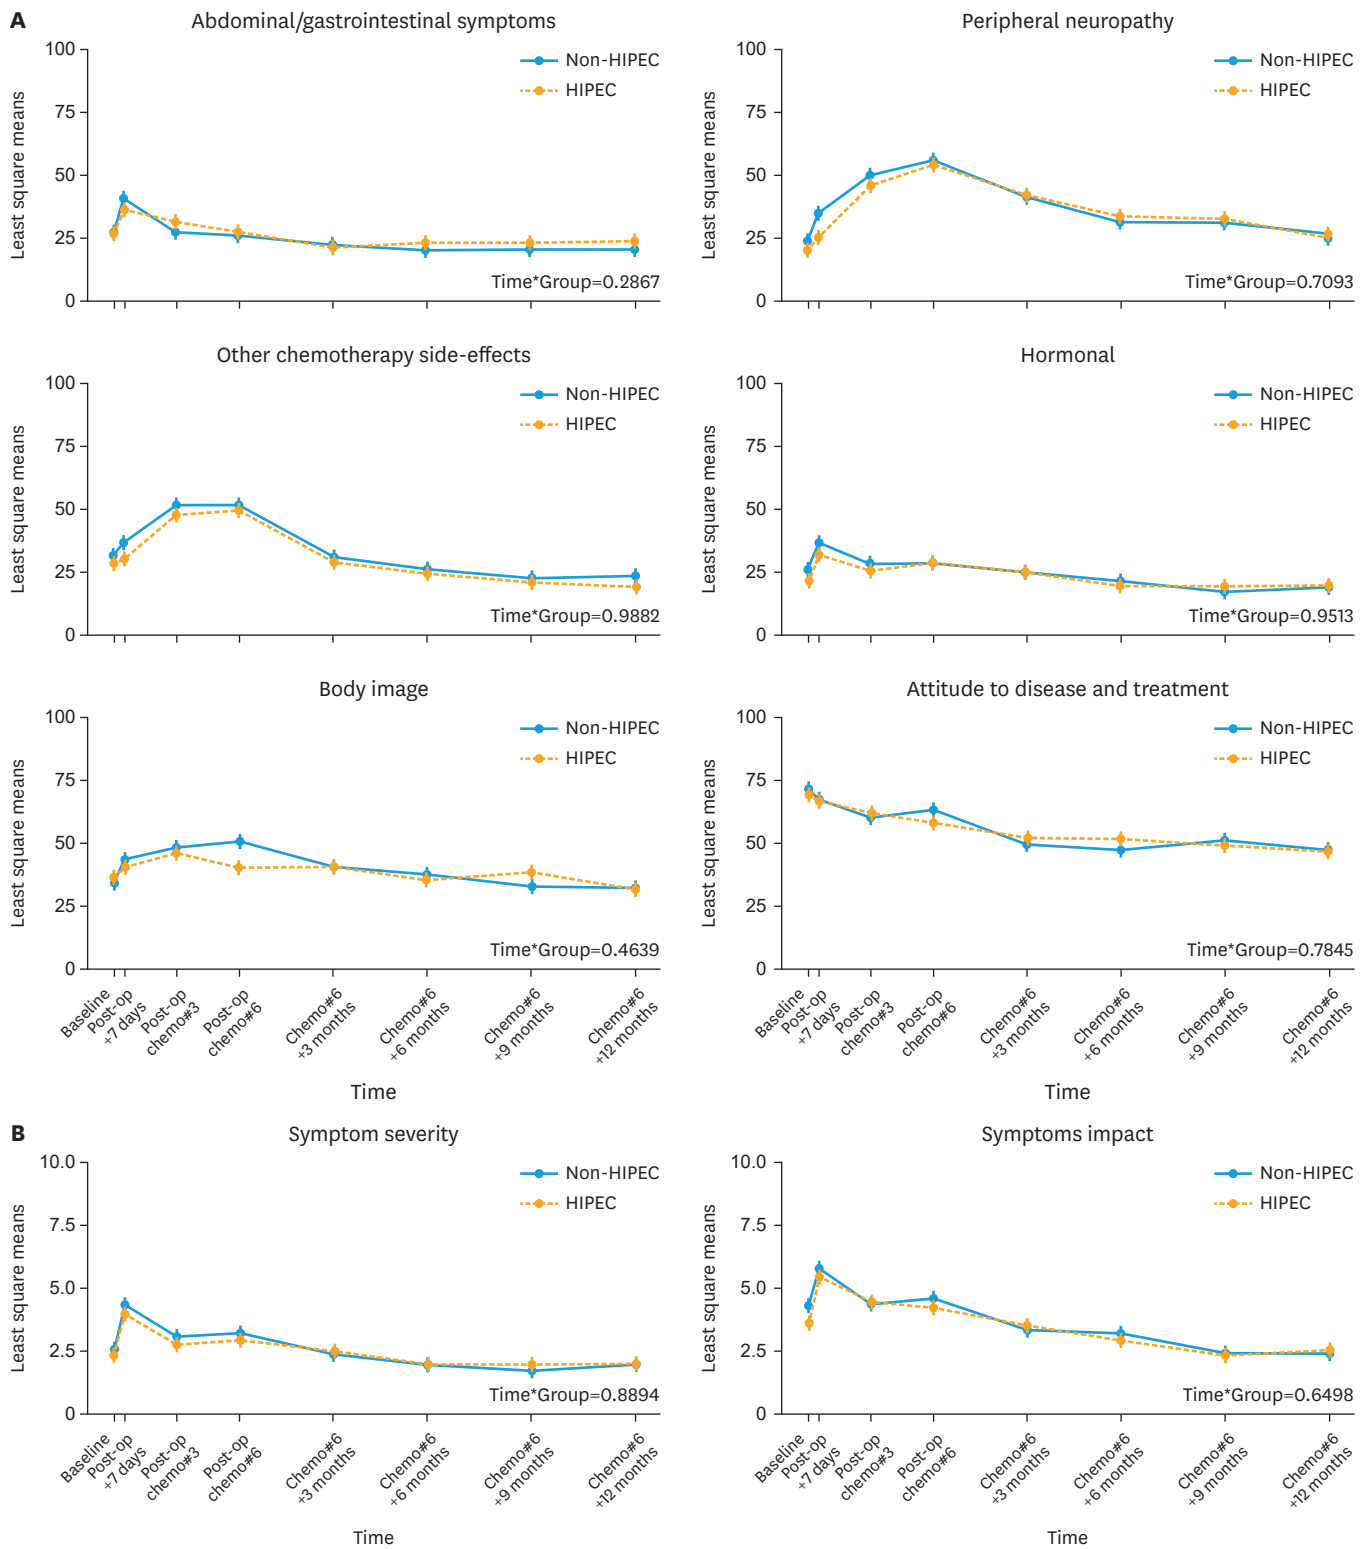 A
Abdominal/gastrointestinal symptoms
Least square means
100
75
50
25
0
Non-HIPEC
HIPEC
Time*Group=0.2867
Peripheral neuropathy
Least square means
100
75
50
25
0
Non-HIPEC
HIPEC
Time*Group=0.7093
Other chemotherapy side-effects
Least square means
100
75
50
25
0
Non-HIPEC
HIPEC
Time*Group=0.9882
Hormonal
Least square means
100
75
50
25
0
Non-HIPEC
HIPEC
Time*Group=0.9513
Body image
Least square means
100
75
50
25
0
Non-HIPEC
HIPEC
Time*Group=0.4639
Baseline
Post-op
+7 days
Post-op
chemo#3
Post-op
chemo#6
Chemo#6
+3 months
Chemo#6
+6 months
Chemo#6
+9 months
Chemo#6
+12 months
Time
Attitude to disease and treatment
Least square means
100
75
50
25
0
Non-HIPEC
HIPEC
Time*Group=0.7845
Baseline
Post-op
+7 days
Post-op
chemo#3
Post-op
chemo#6
Chemo#6
+3 months
Chemo#6
+6 months
Chemo#6
+9 months
Chemo#6
+12 months
Time
B
Symptom severity
Least square means
10.0
7.5
5.0
2.5
0
Non-HIPEC
HIPEC
Time*Group=0.8894
Baseline
Post-op
+7 days
Post-op
chemo#3
Post-op
chemo#6
Chemo#6
+3 months
Chemo#6
+6 months
Chemo#6
+9 months
Chemo#6
+12 months
Time
Symptoms impact
Least square means
10.0
7.5
5.0
2.5
0
Non-HIPEC
HIPEC
Time*Group=0.6498
Baseline
Post-op
+7 days
Post-op
chemo#3
Post-op
chemo#6
Chemo#6
+3 months
Chemo#6
+6 months
Chemo#6
+9 months
Chemo#6
+12 months
Time